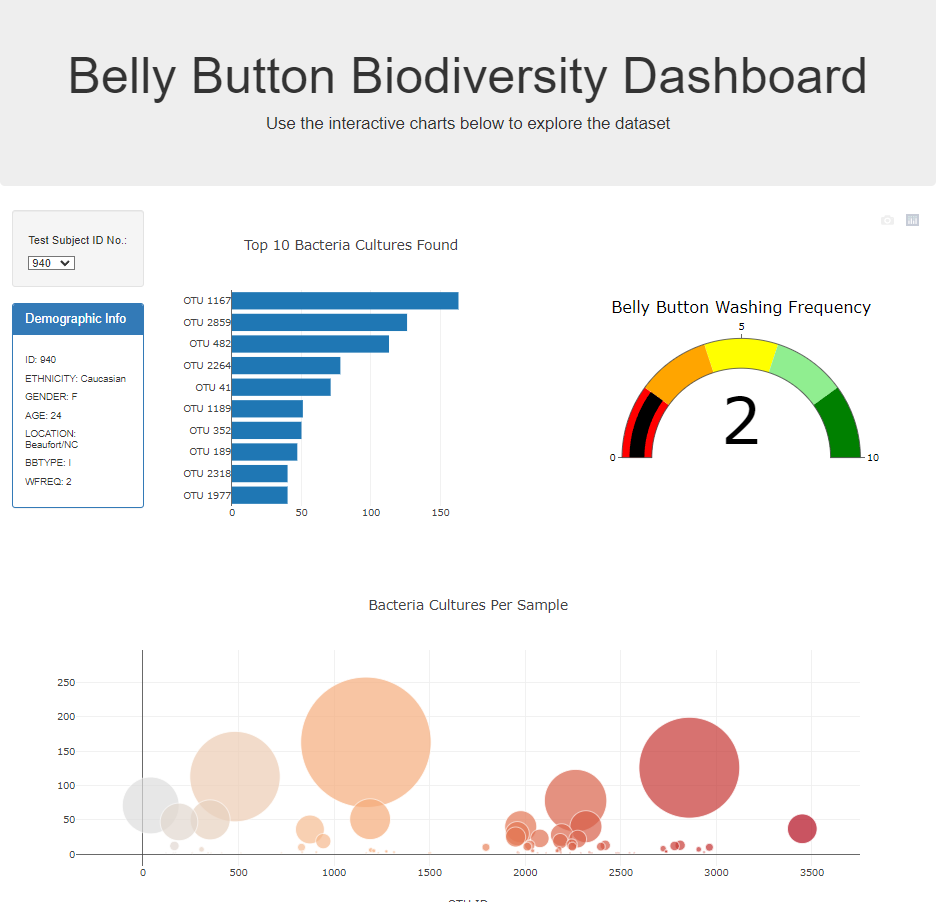 Belly Button Biodiversity Dashboard
Use the interactive charts below to explore the dataset
Test Subject ID No.:
940
Demographic Info
ID: 940
ETHNICITY: Caucasian
GENDER: F
AGE: 24
LOCATION:
Beaufort/NC
BBTYPE: I
WFREQ: 2
Top 10 Bacteria Cultures Found
OTU 1167
OTU 2859
OTU 482
OTU 2264
OTU 41
OTU 1189
OTU 352
OTU 189
OTU 2318
OTU 1977
0 50 100 150
Belly Button Washing Frequency
5
2
0 10
Bacteria Cultures Per Sample
250
200
150
100
50
0
0 500 1000 1500 2000 2500 3000 3500
OTU ID